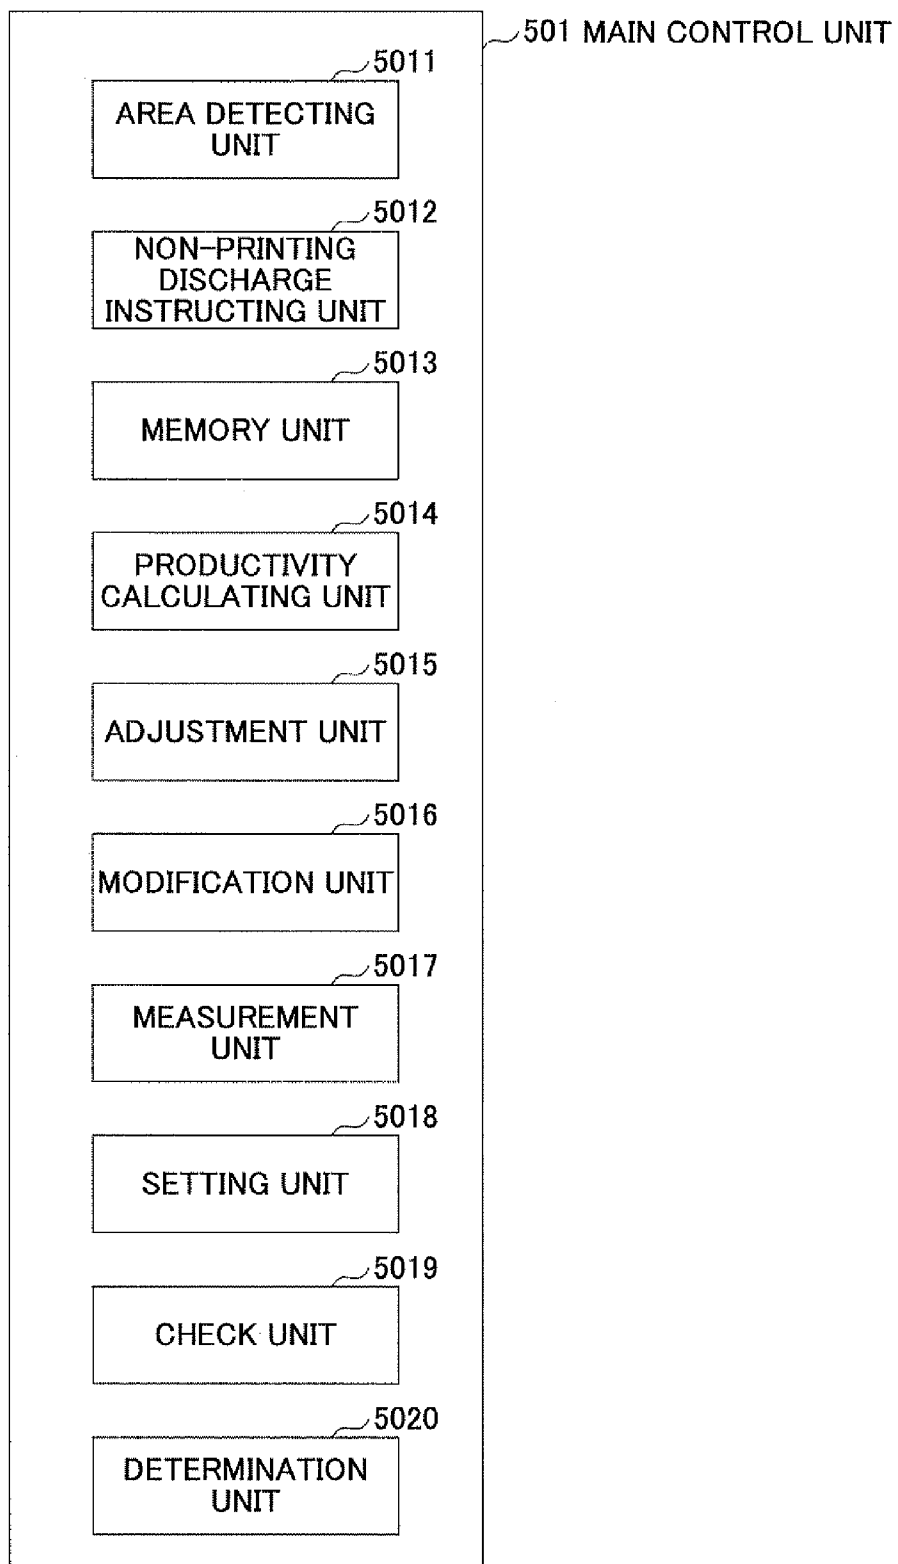 501 MAIN CONTROL UNIT
5011
AREA DETECTING
UNIT
5012
NON-PRINTING
DISCHARGE
INSTRUCTING UNIT
5013
MEMORY UNIT
5014
PRODUCTIVITY
CALCULATING UNIT
5015
ADJUSTMENT UNIT
5016
MODIFICATION UNIT
5017
MEASUREMENT
UNIT
5018
SETTING UNIT
5019
CHECK UNIT
5020
DETERMINATION
UNIT